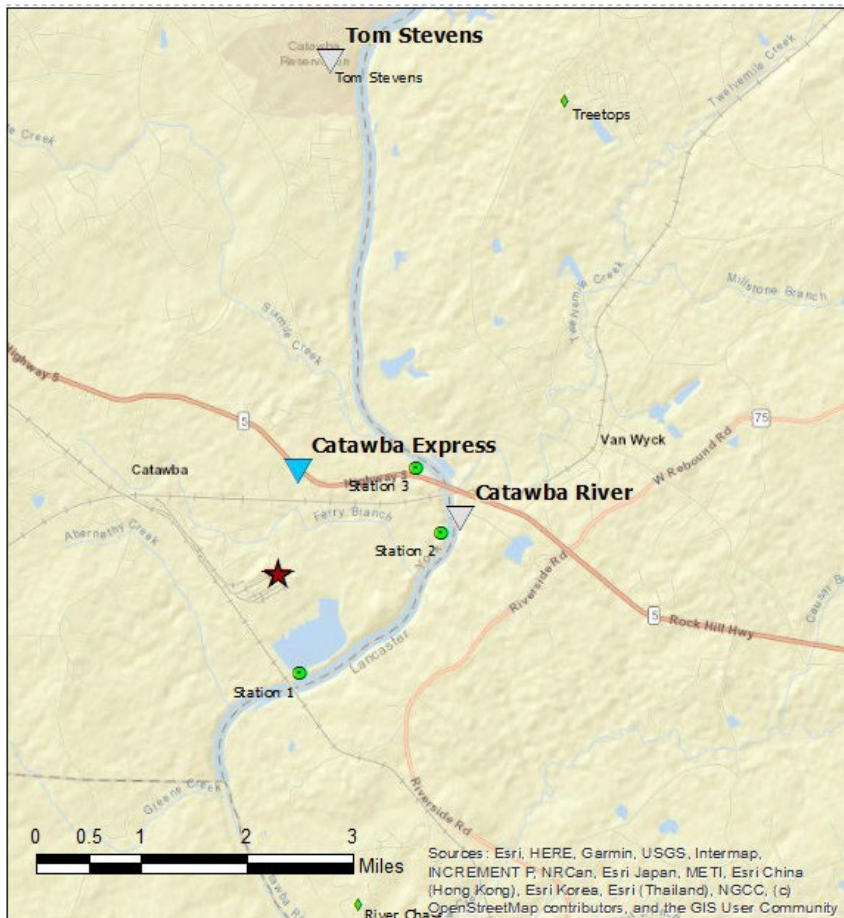 Tom Stevens
Catawba
Reservation
Tom Stevens
Treetops
Twelvemile Creek
Creek
Sixmile Creek
Twelvemile Creek
Millstone Branch
Highway 5
5
75
Catawba Express
Van Wyck
W Rebound Rd
Catawba
Highway 5
Station 3
Catawba River
Ferry Branch
Abernathy Creek
Station 2
York
Riverside Rd
Lancaster
5
Rock Hill Hwy
Station 1
Greene Creek
Riverside Rd
0 0.5 1 2 3
Miles
Sources: Esri, HERE, Garmin, USGS, Intermap,
INCREMENT P, NRCan, Esri Japan, METI, Esri China
(Hong Kong), Esri Korea, Esri (Thailand), NGCC, (c)
OpenStreetMap contributors, and the GIS User Community
River Chase